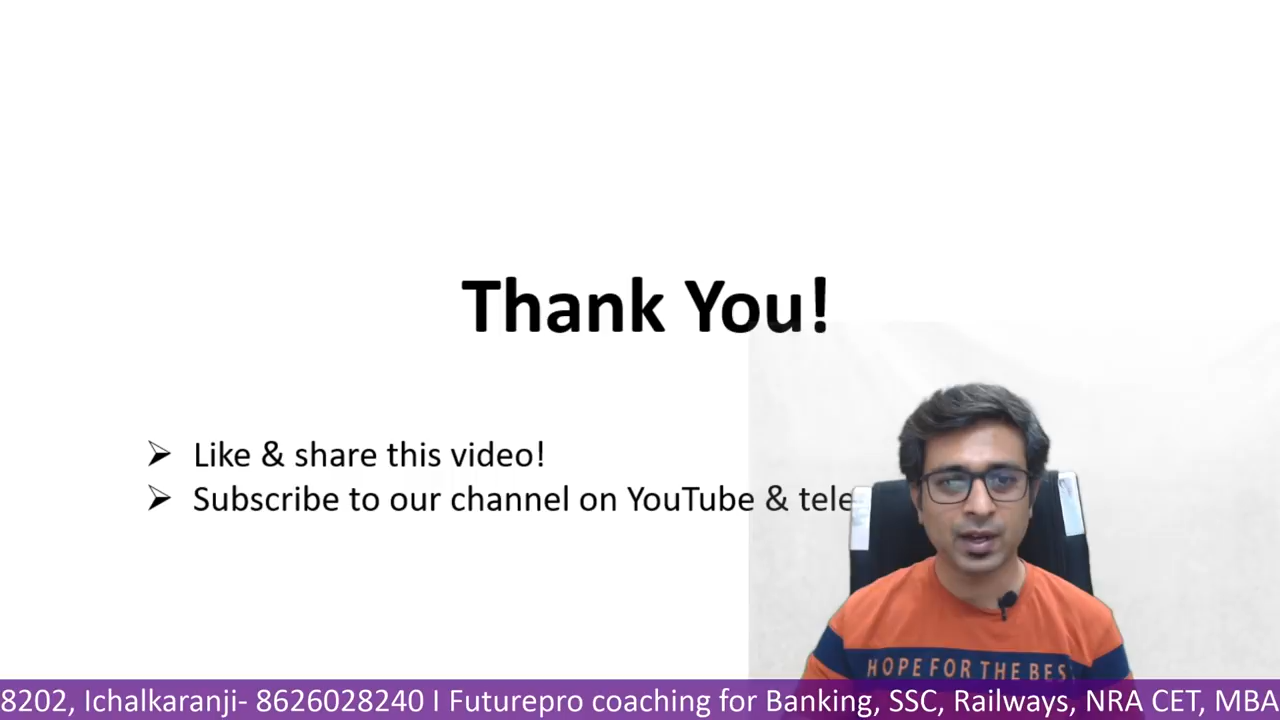 Thank You!
➢ Like & share this video!
➢ Subscribe to our channel on YouTube & tele
HOPE FOR THE BES
8202, Ichalkaranji- 8626028240 I Futurepro coaching for Banking, SSC, Railways, NRA CET, MBA